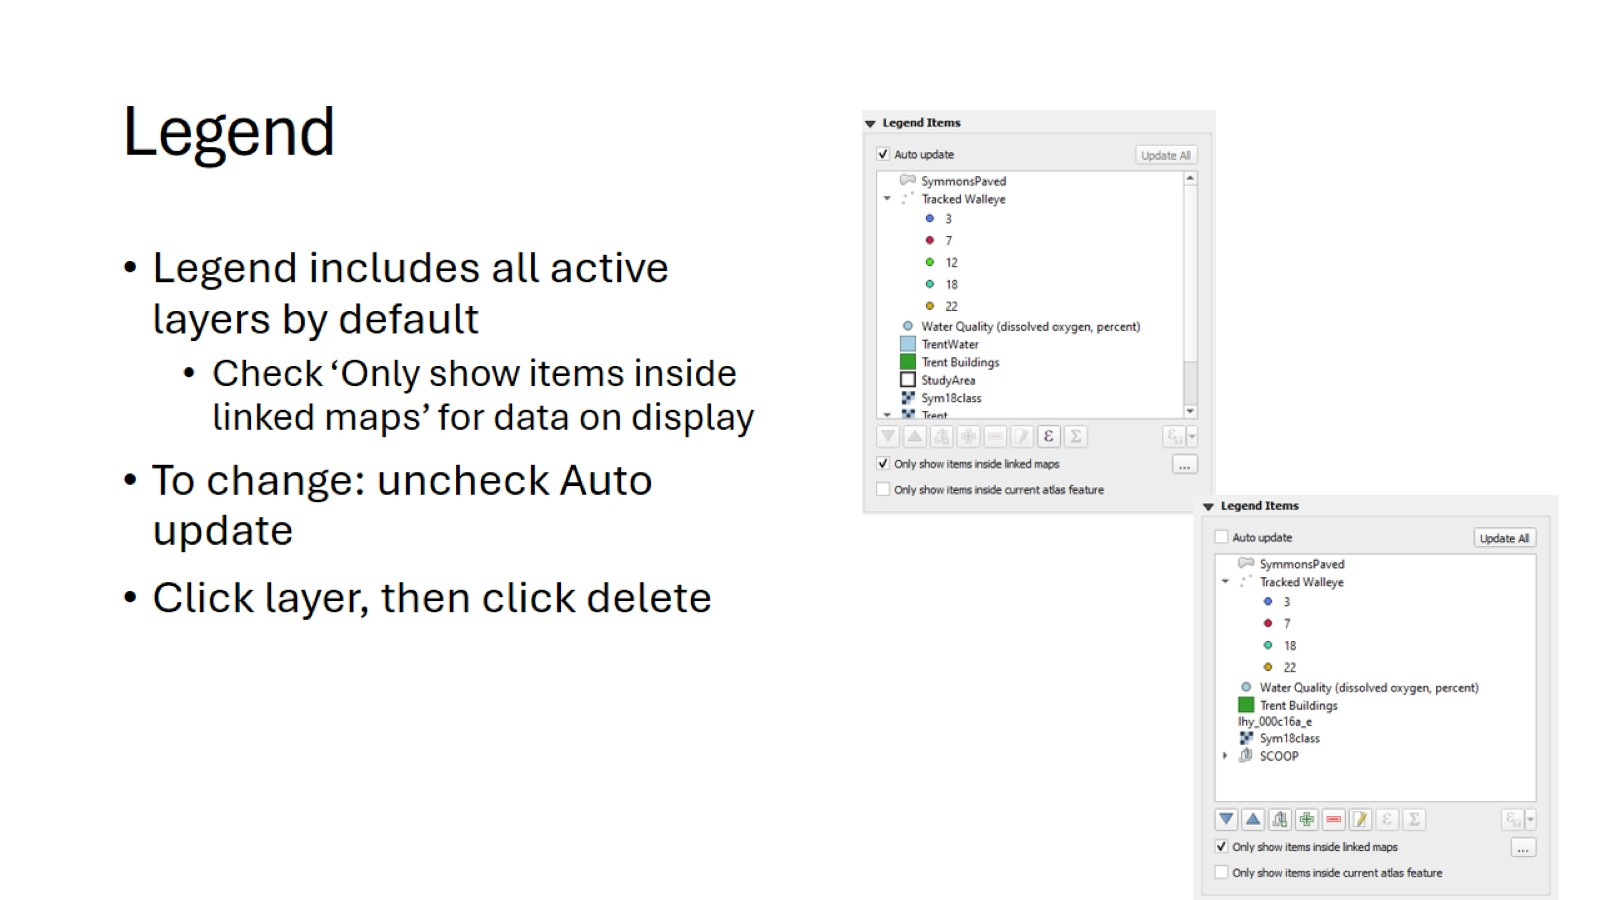 Legend
• Legend includes all active
layers by default
• Check ‘Only show items inside
linked maps’ for data on display
• To change: uncheck Auto
update
• Click layer, then click delete
Legend Items
Auto update
Update All
SymmonsPaved
Tracked Walleye
3
7
12
18
22
Water Quality (dissolved oxygen, percent)
TrentWater
Trent Buildings
StudyArea
Sym18class
Trent
ε Σ
Only show items inside linked maps
...
Only show items inside current atlas feature
Legend Items
Auto update
Update All
SymmonsPaved
Tracked Walleye
3
7
18
22
Water Quality (dissolved oxygen, percent)
Trent Buildings
lhy_000c16a_e
Sym18class
SCOOP
ε Σ
Only show items inside linked maps
...
Only show items inside current atlas feature